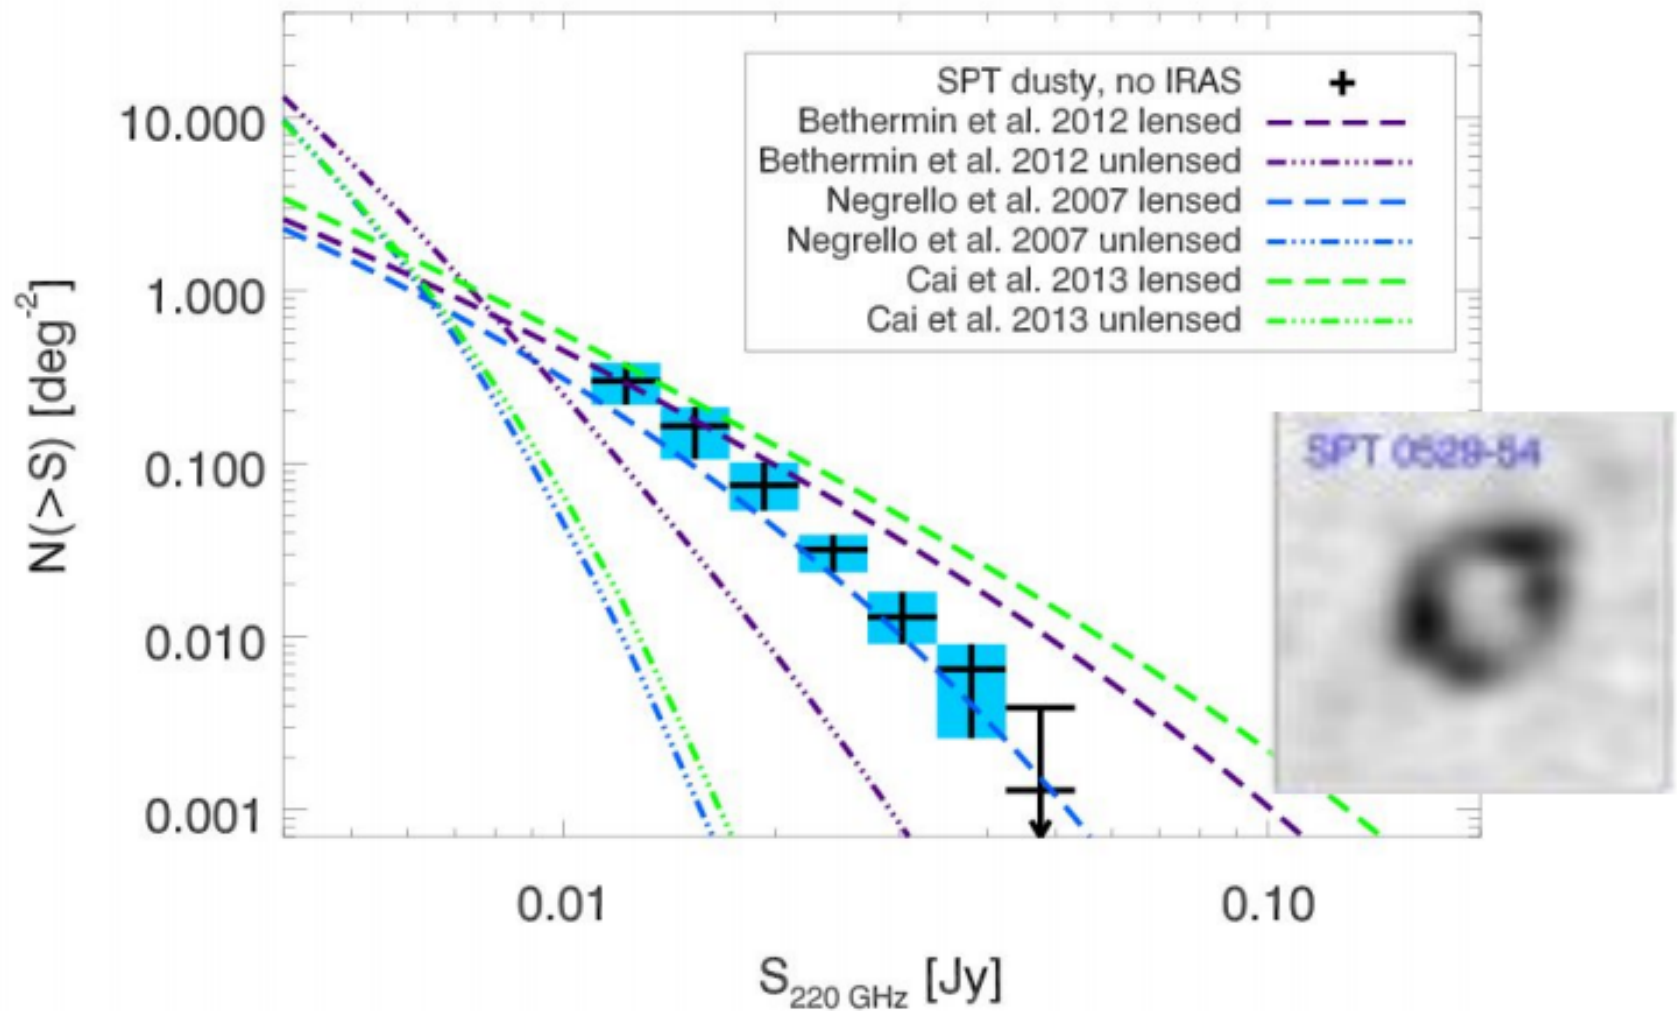 SPT dusty, no IRAS
Bethermin et al. 2012 lensed
Bethermin et al. 2012 unlensed
Negrello et al. 2007 lensed
Negrello et al. 2007 unlensed
Cai et al. 2013 lensed
Cai et al. 2013 unlensed
10.000
1.000
0.100
0.010
0.001
N(>S) [deg⁻²]
SPT 0529-54
0.01
0.10
S₂₂₀ GHz [Jy]